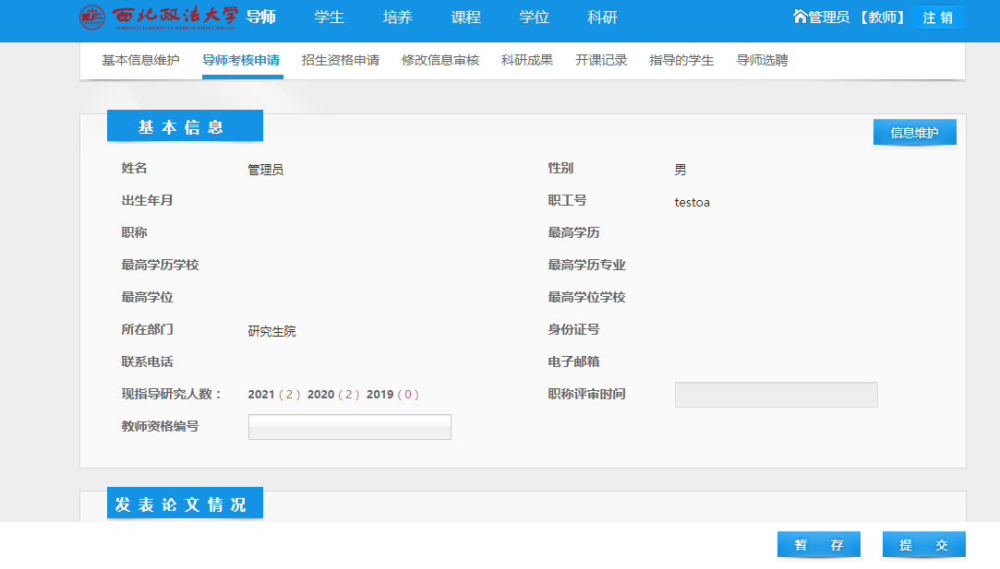 西北政法大学 导师 学生 培养 课程 学位 科研 管理员 【教师】 注 销
基本信息维护 导师考核申请 招生资格申请 修改信息审核 科研成果 开课记录 指导的学生 导师选聘
基本信息
信息维护
姓名 管理员 性别 男
出生年月 职工号 testoa
职称 最高学历
最高学历学校 最高学历专业
最高学位 最高学位学校
所在部门 研究生院 身份证号
联系电话 电子邮箱
现指导研究人数： 2021（2） 2020（2） 2019（0） 职称评审时间
教师资格编号
发表论文情况
暂 存 提 交